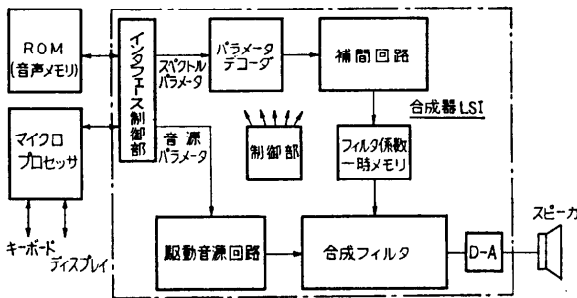 ROM
(音声メモリ)
マイクロ
プロセッサ
キーボード
ディスプレイ
インタフェース制御部
スペクトル
パラメータ
音源
パラメータ
パラメータ
デコーダ
補間回路
合成器LSI
制御部
フィルタ係数
一時メモリ
駆動音源回路
合成フィルタ
D-A
スピーカ